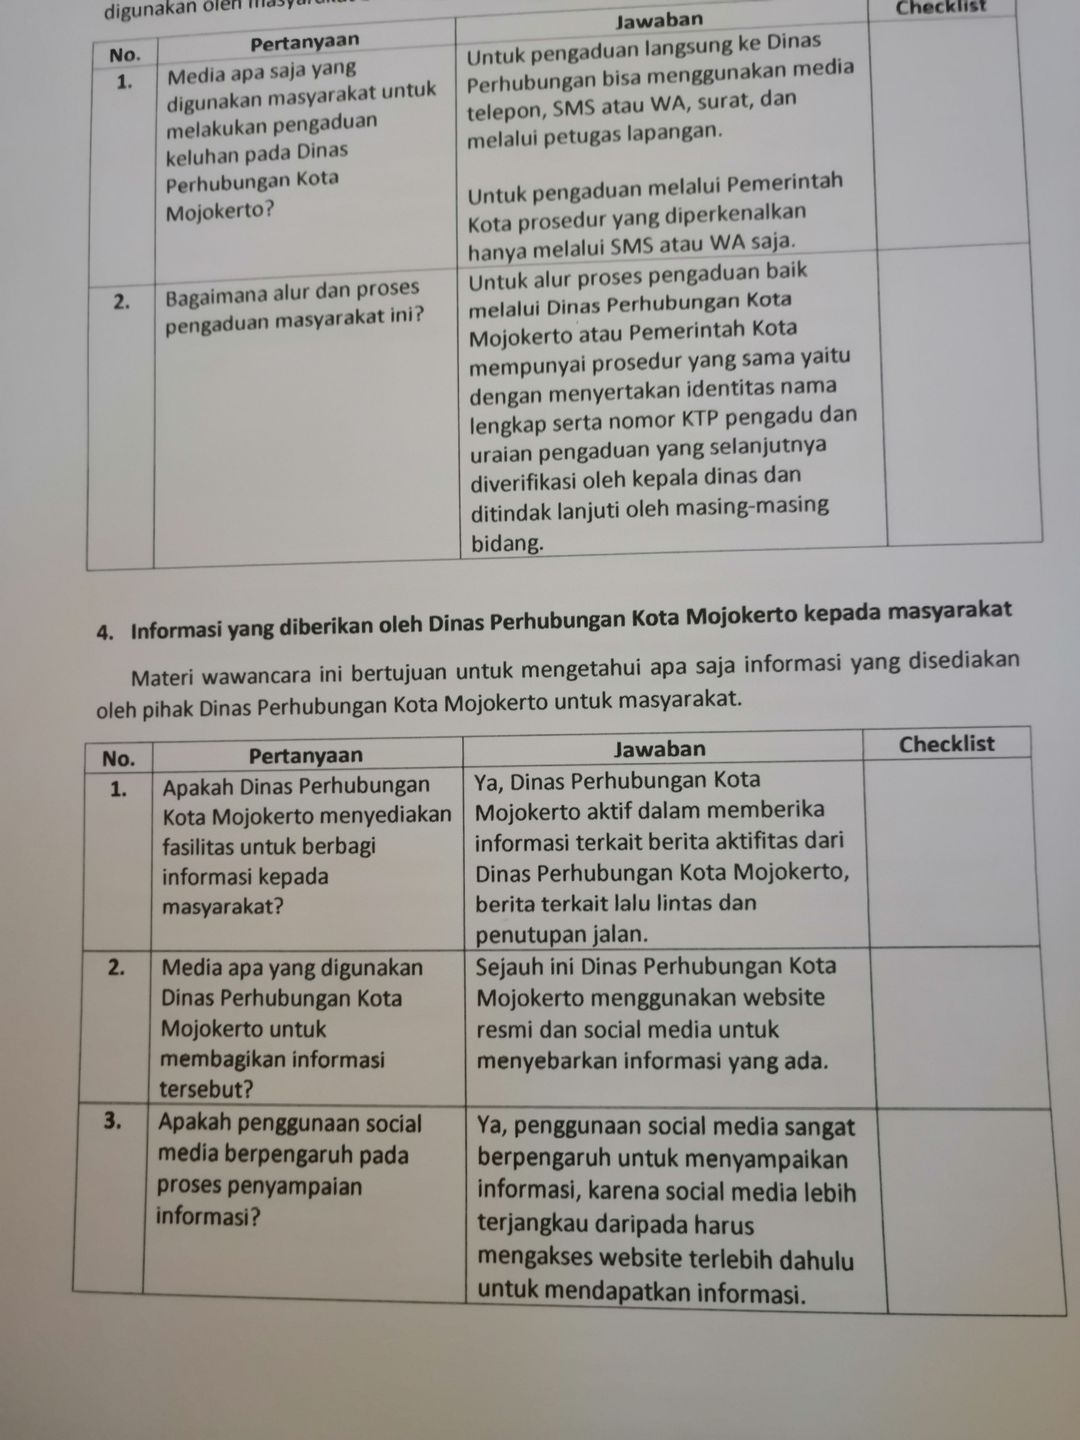 digunakan oleh
No.
Pertanyaan
Jawaban
Checklist
1.
Media apa saja yang
digunakan masyarakat untuk
melakukan pengaduan
keluhan pada Dinas
Perhubungan Kota
Mojokerto?
Untuk pengaduan langsung ke Dinas
Perhubungan bisa menggunakan media
telepon, SMS atau WA, surat, dan
melalui petugas lapangan.
Untuk pengaduan melalui Pemerintah
Kota prosedur yang diperkenalkan
hanya melalui SMS atau WA saja.
2.
Bagaimana alur dan proses
pengaduan masyarakat ini?
Untuk alur proses pengaduan baik
melalui Dinas Perhubungan Kota
Mojokerto atau Pemerintah Kota
mempunyai prosedur yang sama yaitu
dengan menyertakan identitas nama
lengkap serta nomor KTP pengadu dan
uraian pengaduan yang selanjutnya
diverifikasi oleh kepala dinas dan
ditindak lanjuti oleh masing-masing
bidang.
4. Informasi yang diberikan oleh Dinas Perhubungan Kota Mojokerto kepada masyarakat
Materi wawancara ini bertujuan untuk mengetahui apa saja informasi yang disediakan
oleh pihak Dinas Perhubungan Kota Mojokerto untuk masyarakat.
No.
Pertanyaan
Jawaban
Checklist
1.
Apakah Dinas Perhubungan
Kota Mojokerto menyediakan
fasilitas untuk berbagi
informasi kepada
masyarakat?
Ya, Dinas Perhubungan Kota
Mojokerto aktif dalam memberika
informasi terkait berita aktifitas dari
Dinas Perhubungan Kota Mojokerto,
berita terkait lalu lintas dan
penutupan jalan.
2.
Media apa yang digunakan
Dinas Perhubungan Kota
Mojokerto untuk
membagikan informasi
tersebut?
Sejauh ini Dinas Perhubungan Kota
Mojokerto menggunakan website
resmi dan social media untuk
menyebarkan informasi yang ada.
3.
Apakah penggunaan social
media berpengaruh pada
proses penyampaian
informasi?
Ya, penggunaan social media sangat
berpengaruh untuk menyampaikan
informasi, karena social media lebih
terjangkau daripada harus
mengakses website terlebih dahulu
untuk mendapatkan informasi.